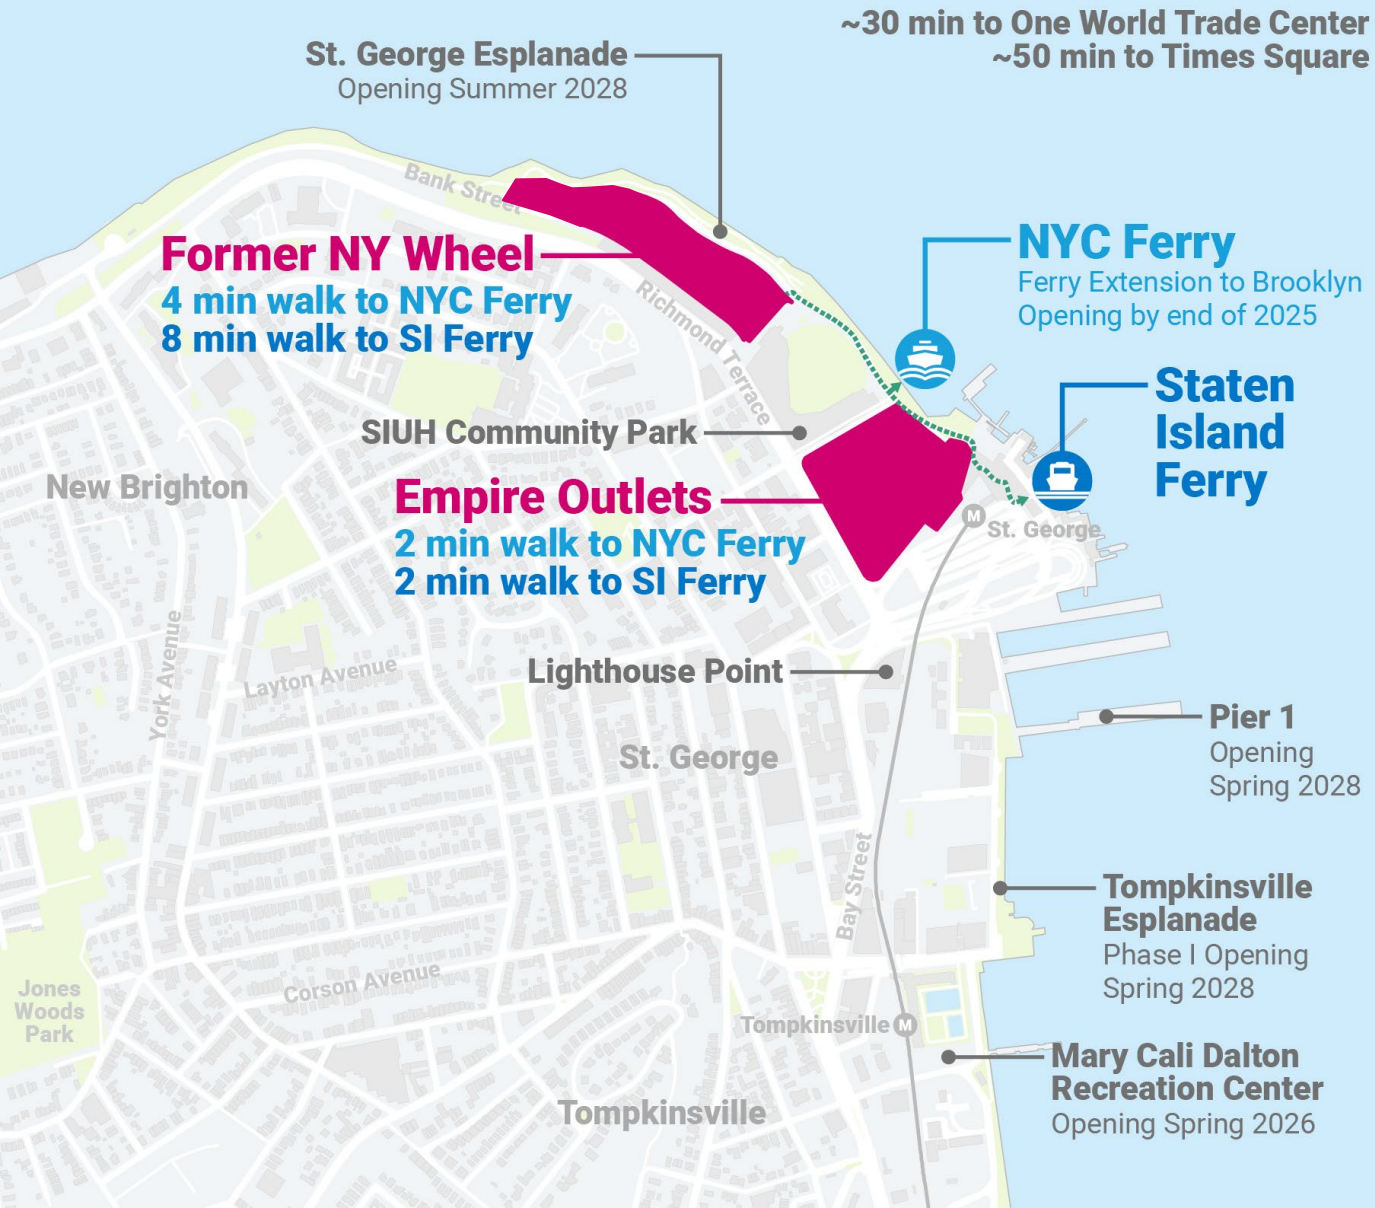 ~30 min to One World Trade Center
~50 min to Times Square
St. George Esplanade
Opening Summer 2028
Bank Street
Former NY Wheel
4 min walk to NYC Ferry
8 min walk to SI Ferry
NYC Ferry
Ferry Extension to Brooklyn
Opening by end of 2025
Richmond Terrace
Staten
Island
Ferry
SIUH Community Park
New Brighton
Empire Outlets
2 min walk to NYC Ferry
2 min walk to SI Ferry
M
St. George
York Avenue
Layton Avenue
Lighthouse Point
St. George
Pier 1
Opening
Spring 2028
Bay Street
Tompkinsville
Esplanade
Phase I Opening
Spring 2028
Corson Avenue
Jones
Woods
Park
Tompkinsville M
Mary Cali Dalton
Recreation Center
Opening Spring 2026
Tompkinsville